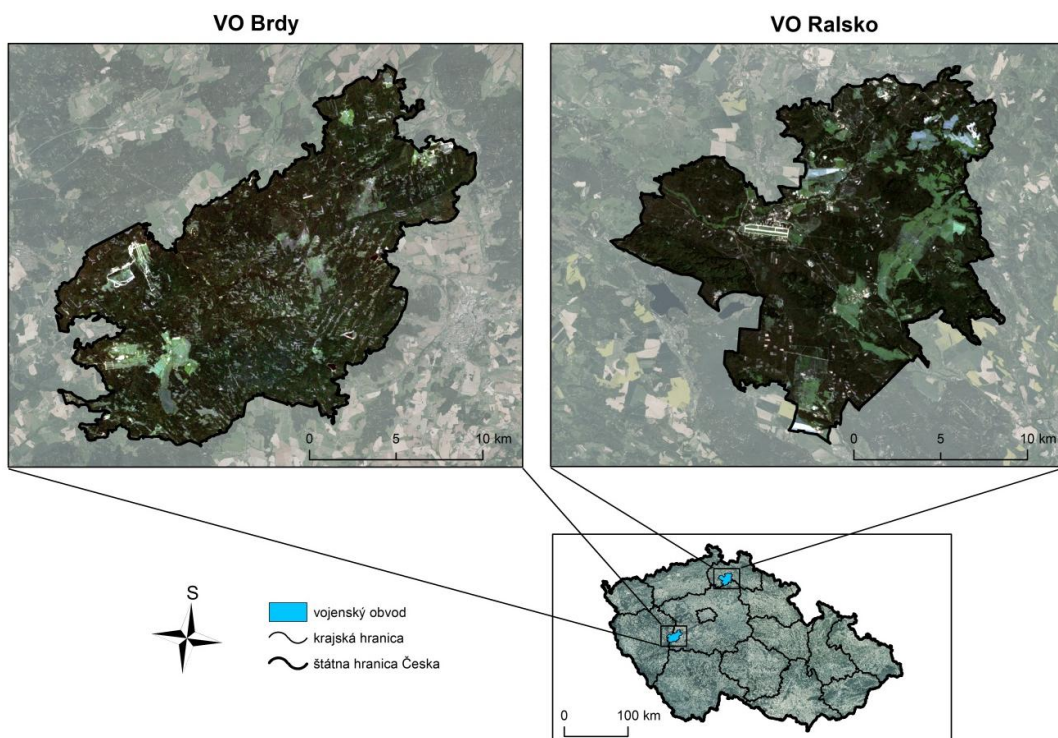 VO Brdy
VO Ralsko
0 5 10 km
0 5 10 km
S
vojenský obvod
krajská hranica
štátna hranica Česka
0 100 km